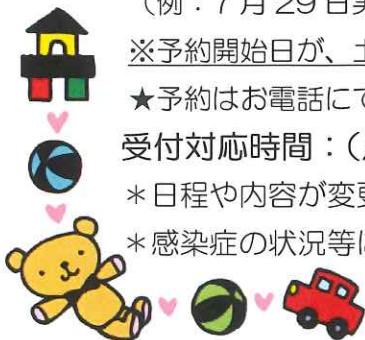 （例：7月29日実
※予約開始日が、土
★予約はお電話にて
受付対応時間：（
＊日程や内容が変更
＊感染症の状況等に